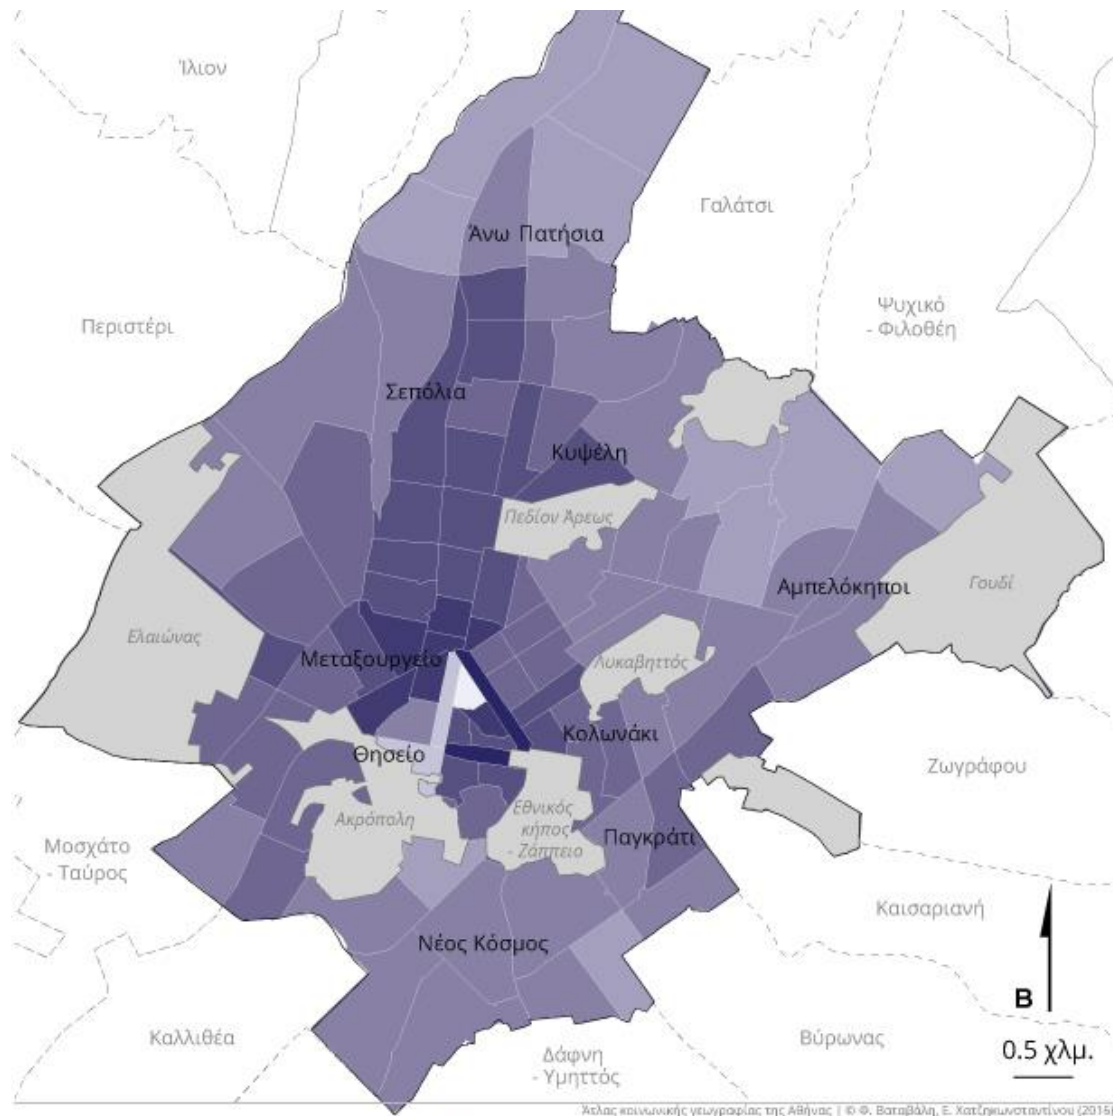 Ίλιον
Γαλάτσι
Άνω Πατήσια
Ψυχικό
- Φιλοθέη
Περιστέρι
Σεπόλια
Κυψέλη
Πεδίον Άρεως
Αμπελόκηποι
Γουδί
Ελαιώνας
Μεταξουργείο
Λυκαβηττός
Κολωνάκι
Θησείο
Ζωγράφου
Εθνικός
κήπος
- Ζάππειο
Ακρόπολη
Παγκράτι
Μοσχάτο
- Ταύρος
Καισαριανή
Νέος Κόσμος
Β
Καλλιθέα
Βύρωνας
0.5 χλμ.
Δάφνη
- Υμηττός
Άτλας κοινωνικής γεωγραφίας της Αθήνας | © Φ. Βαταβάλη, Ε. Χατζηκωνσταντίνου (2015)